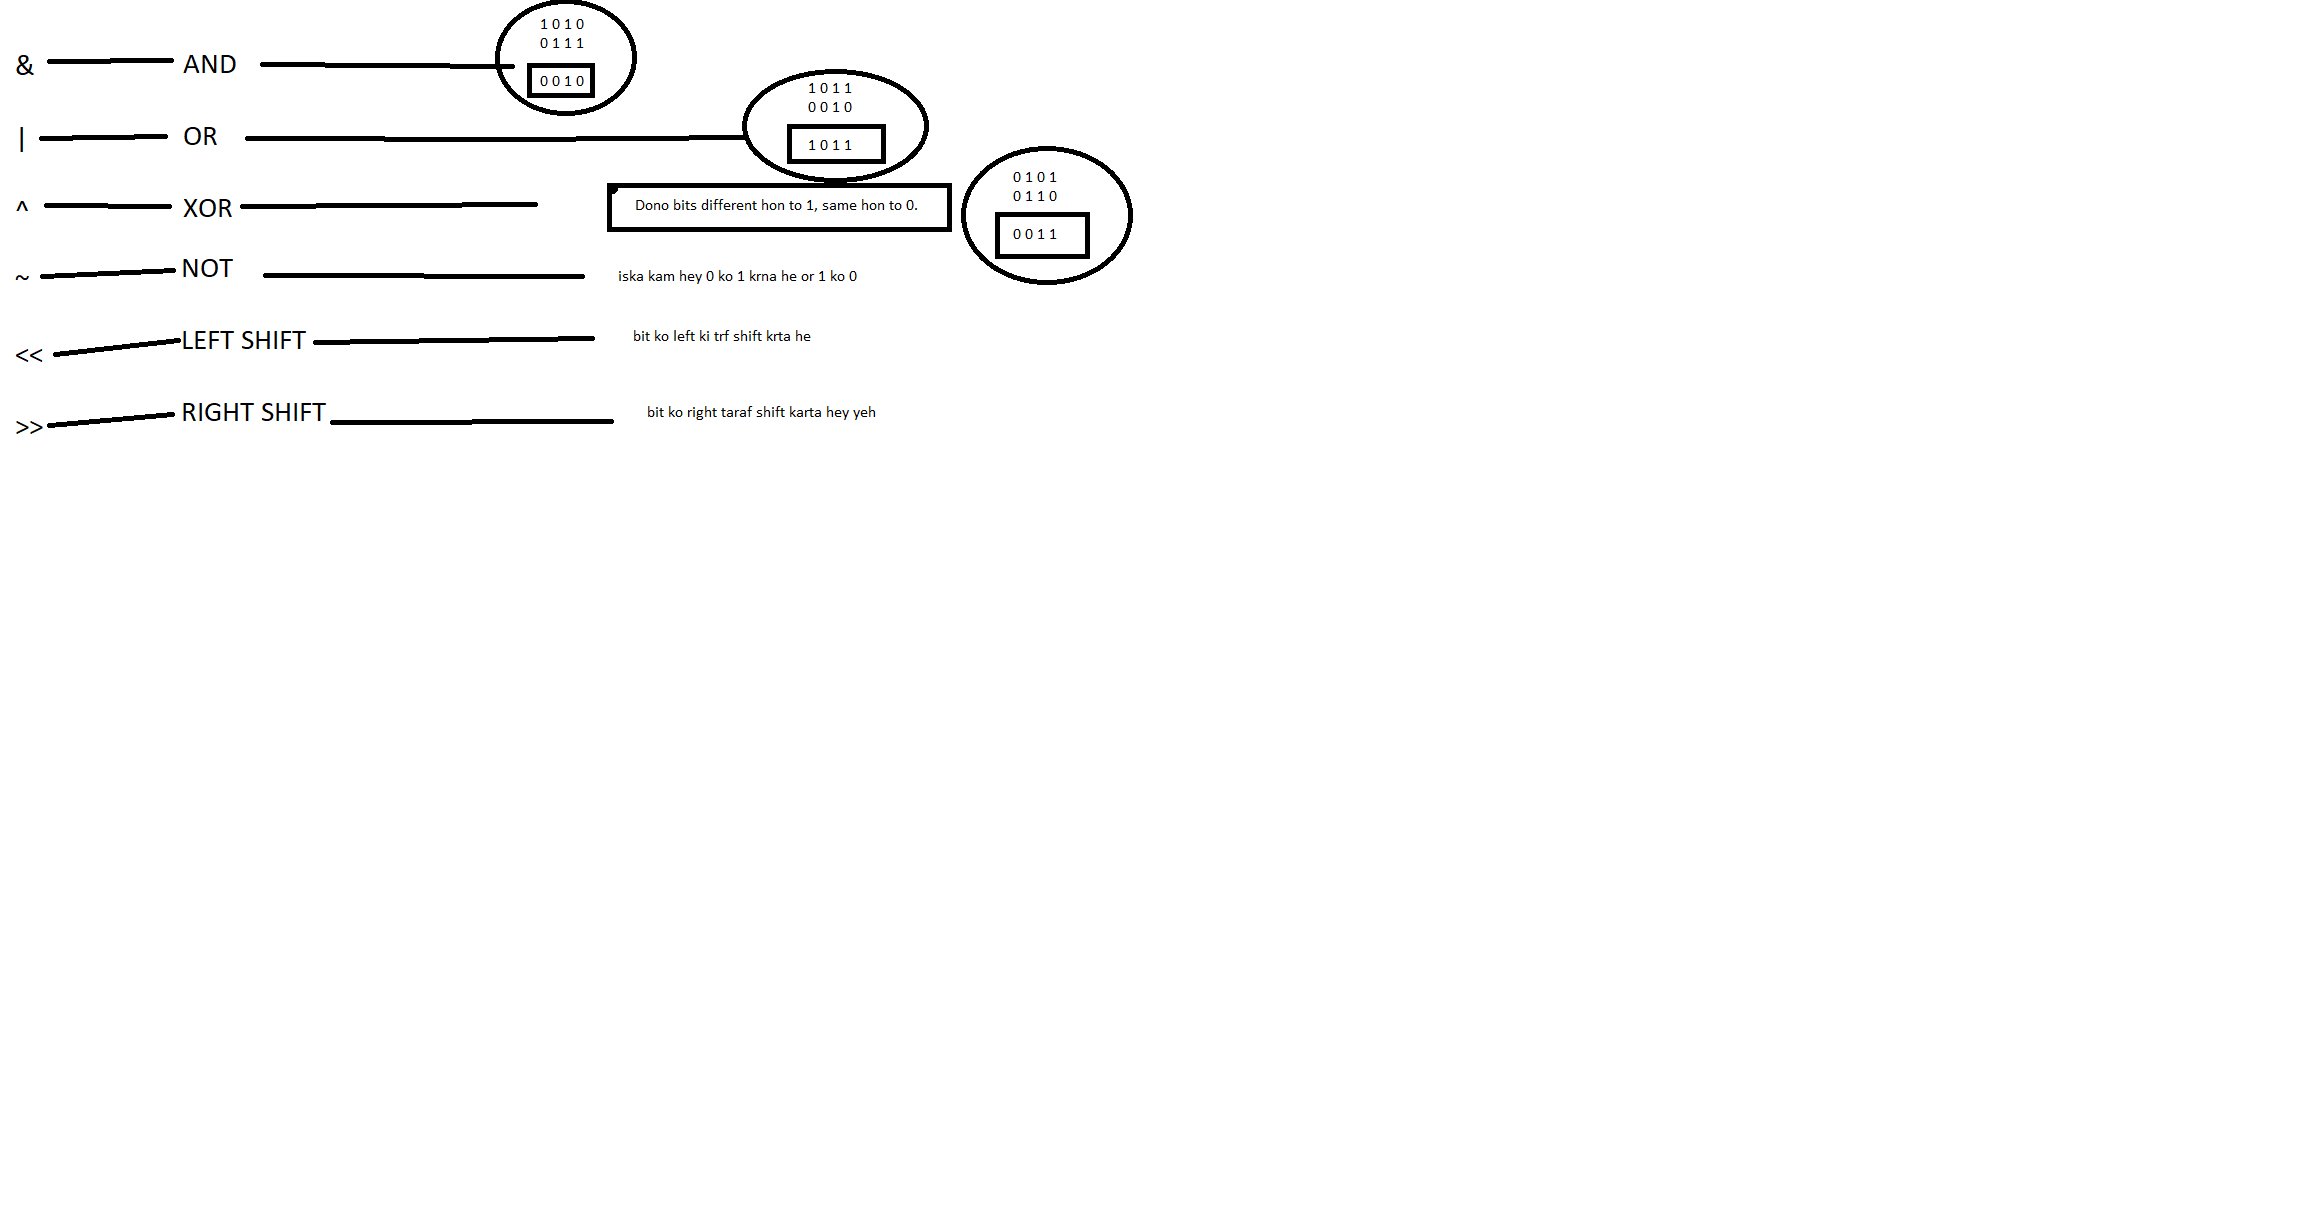 & AND
1 0 1 0
0 1 1 1
0 0 1 0
| OR
1 0 1 1
0 0 1 0
1 0 1 1
^ XOR
Dono bits different hon to 1, same hon to 0.
0 1 0 1
0 1 1 0
0 0 1 1
~ NOT
iska kam hey 0 ko 1 krna he or 1 ko 0
<< LEFT SHIFT
bit ko left ki trf shift krta he
>> RIGHT SHIFT
bit ko right taraf shift karta hey yeh